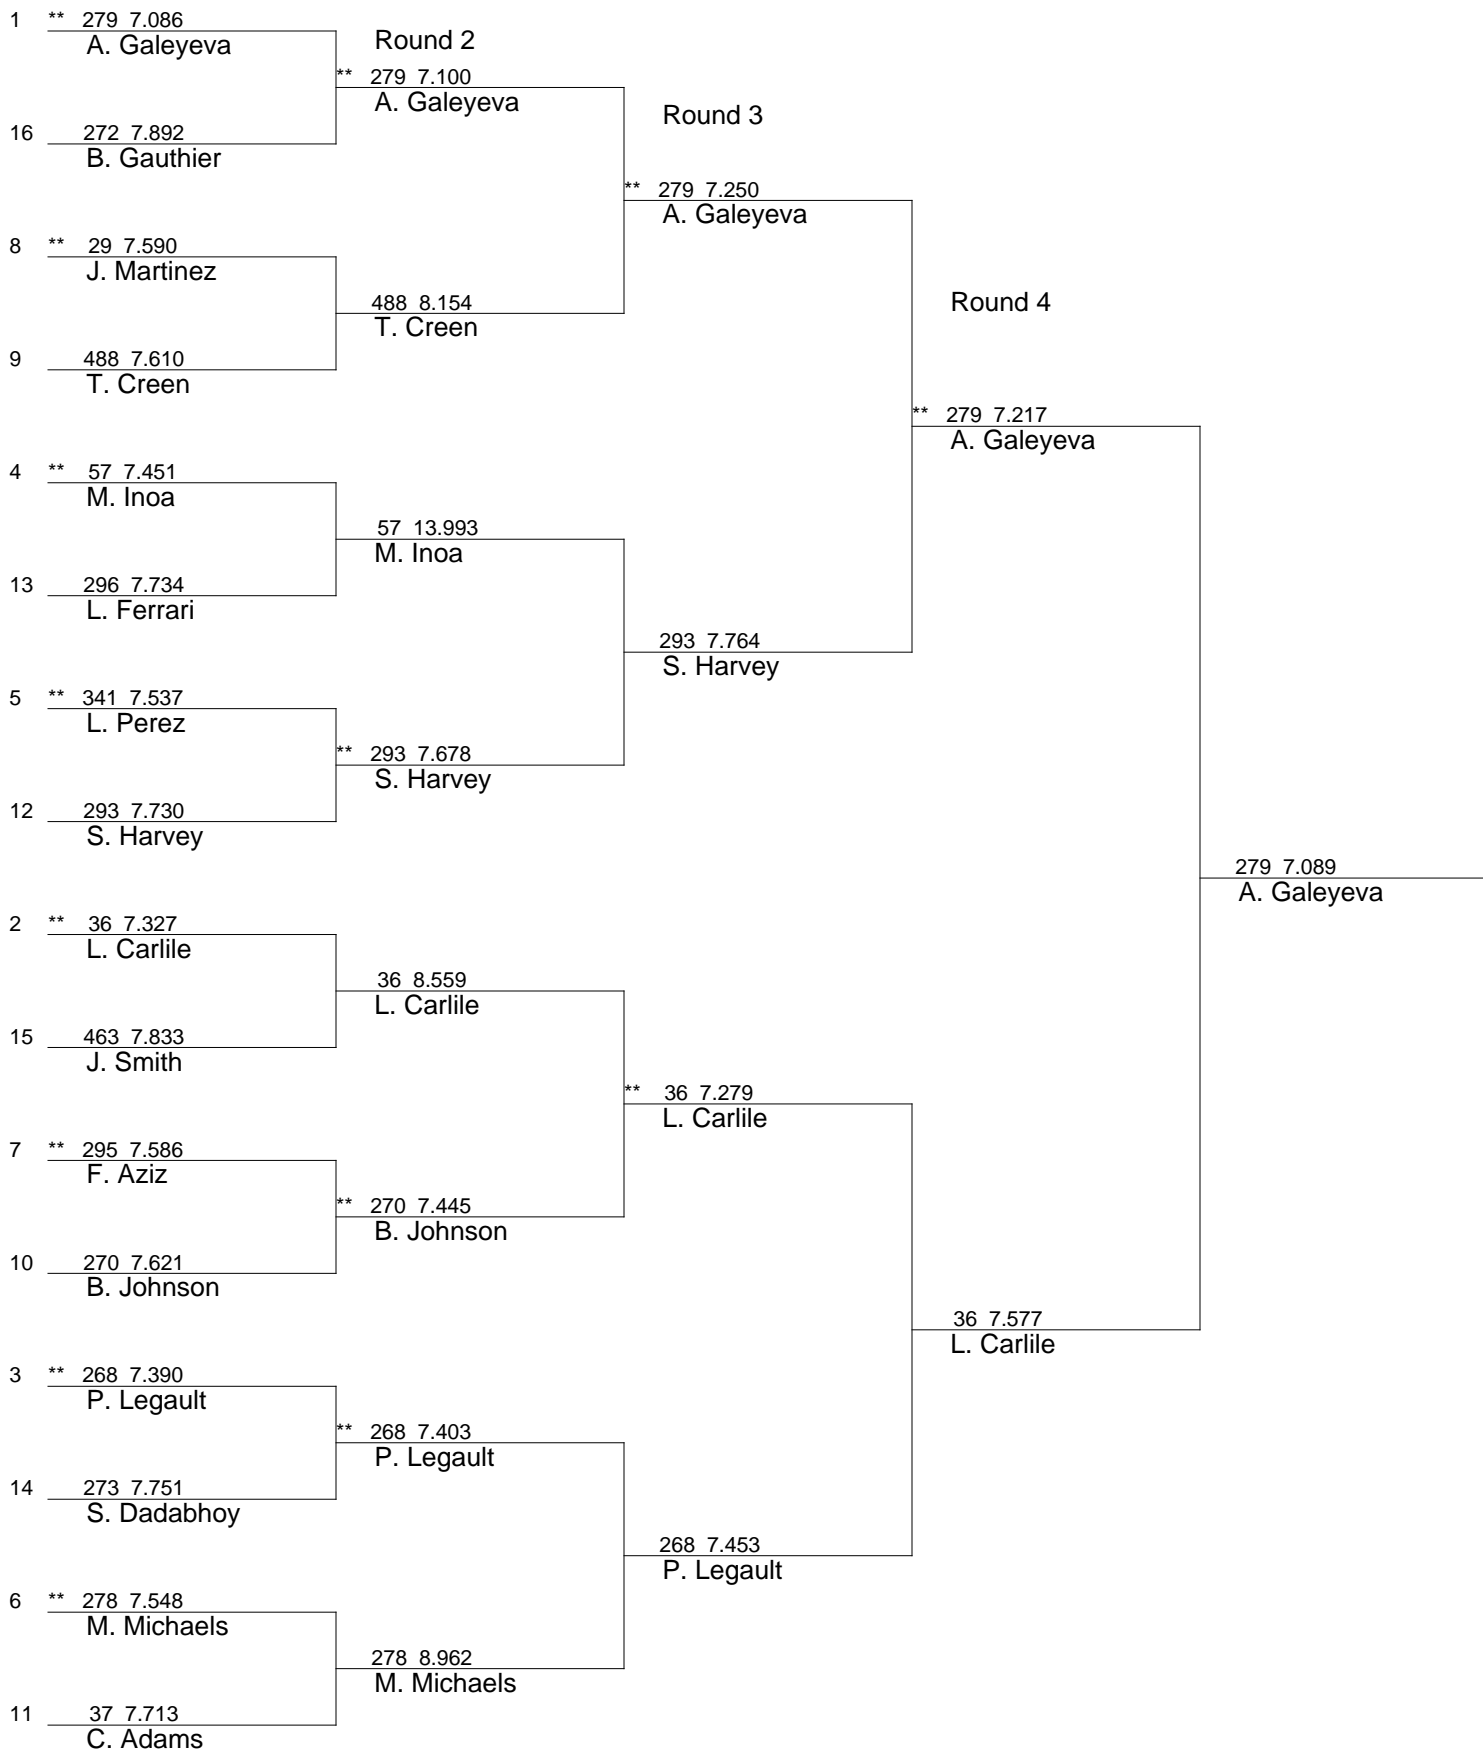 1 ** 279 7.086
A. Galeyeva
Round 2
** 279 7.100
A. Galeyeva
Round 3
16 272 7.892
B. Gauthier
** 279 7.250
A. Galeyeva
8 ** 29 7.590
J. Martinez
488 8.154
T. Creen
Round 4
9 488 7.610
T. Creen
** 279 7.217
A. Galeyeva
4 ** 57 7.451
M. Inoa
57 13.993
M. Inoa
13 296 7.734
L. Ferrari
293 7.764
S. Harvey
5 ** 341 7.537
L. Perez
** 293 7.678
S. Harvey
12 293 7.730
S. Harvey
279 7.089
A. Galeyeva
2 ** 36 7.327
L. Carlile
36 8.559
L. Carlile
15 463 7.833
J. Smith
** 36 7.279
L. Carlile
7 ** 295 7.586
F. Aziz
** 270 7.445
B. Johnson
10 270 7.621
B. Johnson
36 7.577
L. Carlile
3 ** 268 7.390
P. Legault
** 268 7.403
P. Legault
14 273 7.751
S. Dadabhoy
268 7.453
P. Legault
6 ** 278 7.548
M. Michaels
278 8.962
M. Michaels
11 37 7.713
C. Adams